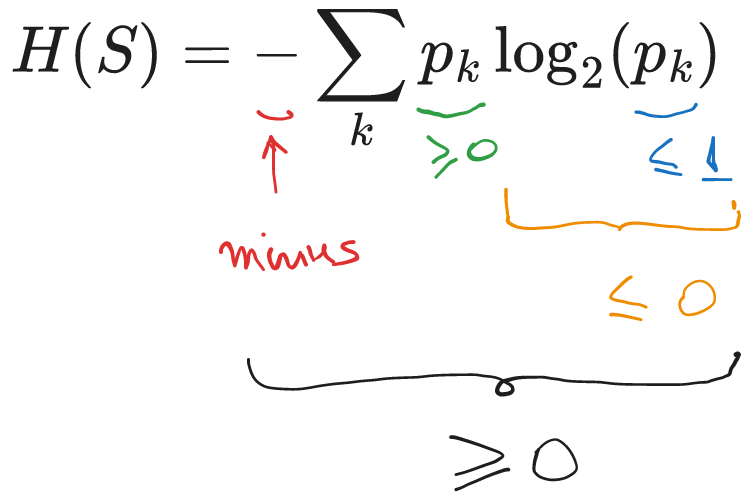 H(S) = − ∑ₖ pₖ log₂(pₖ)
≥0 ≤ 1
minus
≤ 0
≥ 0